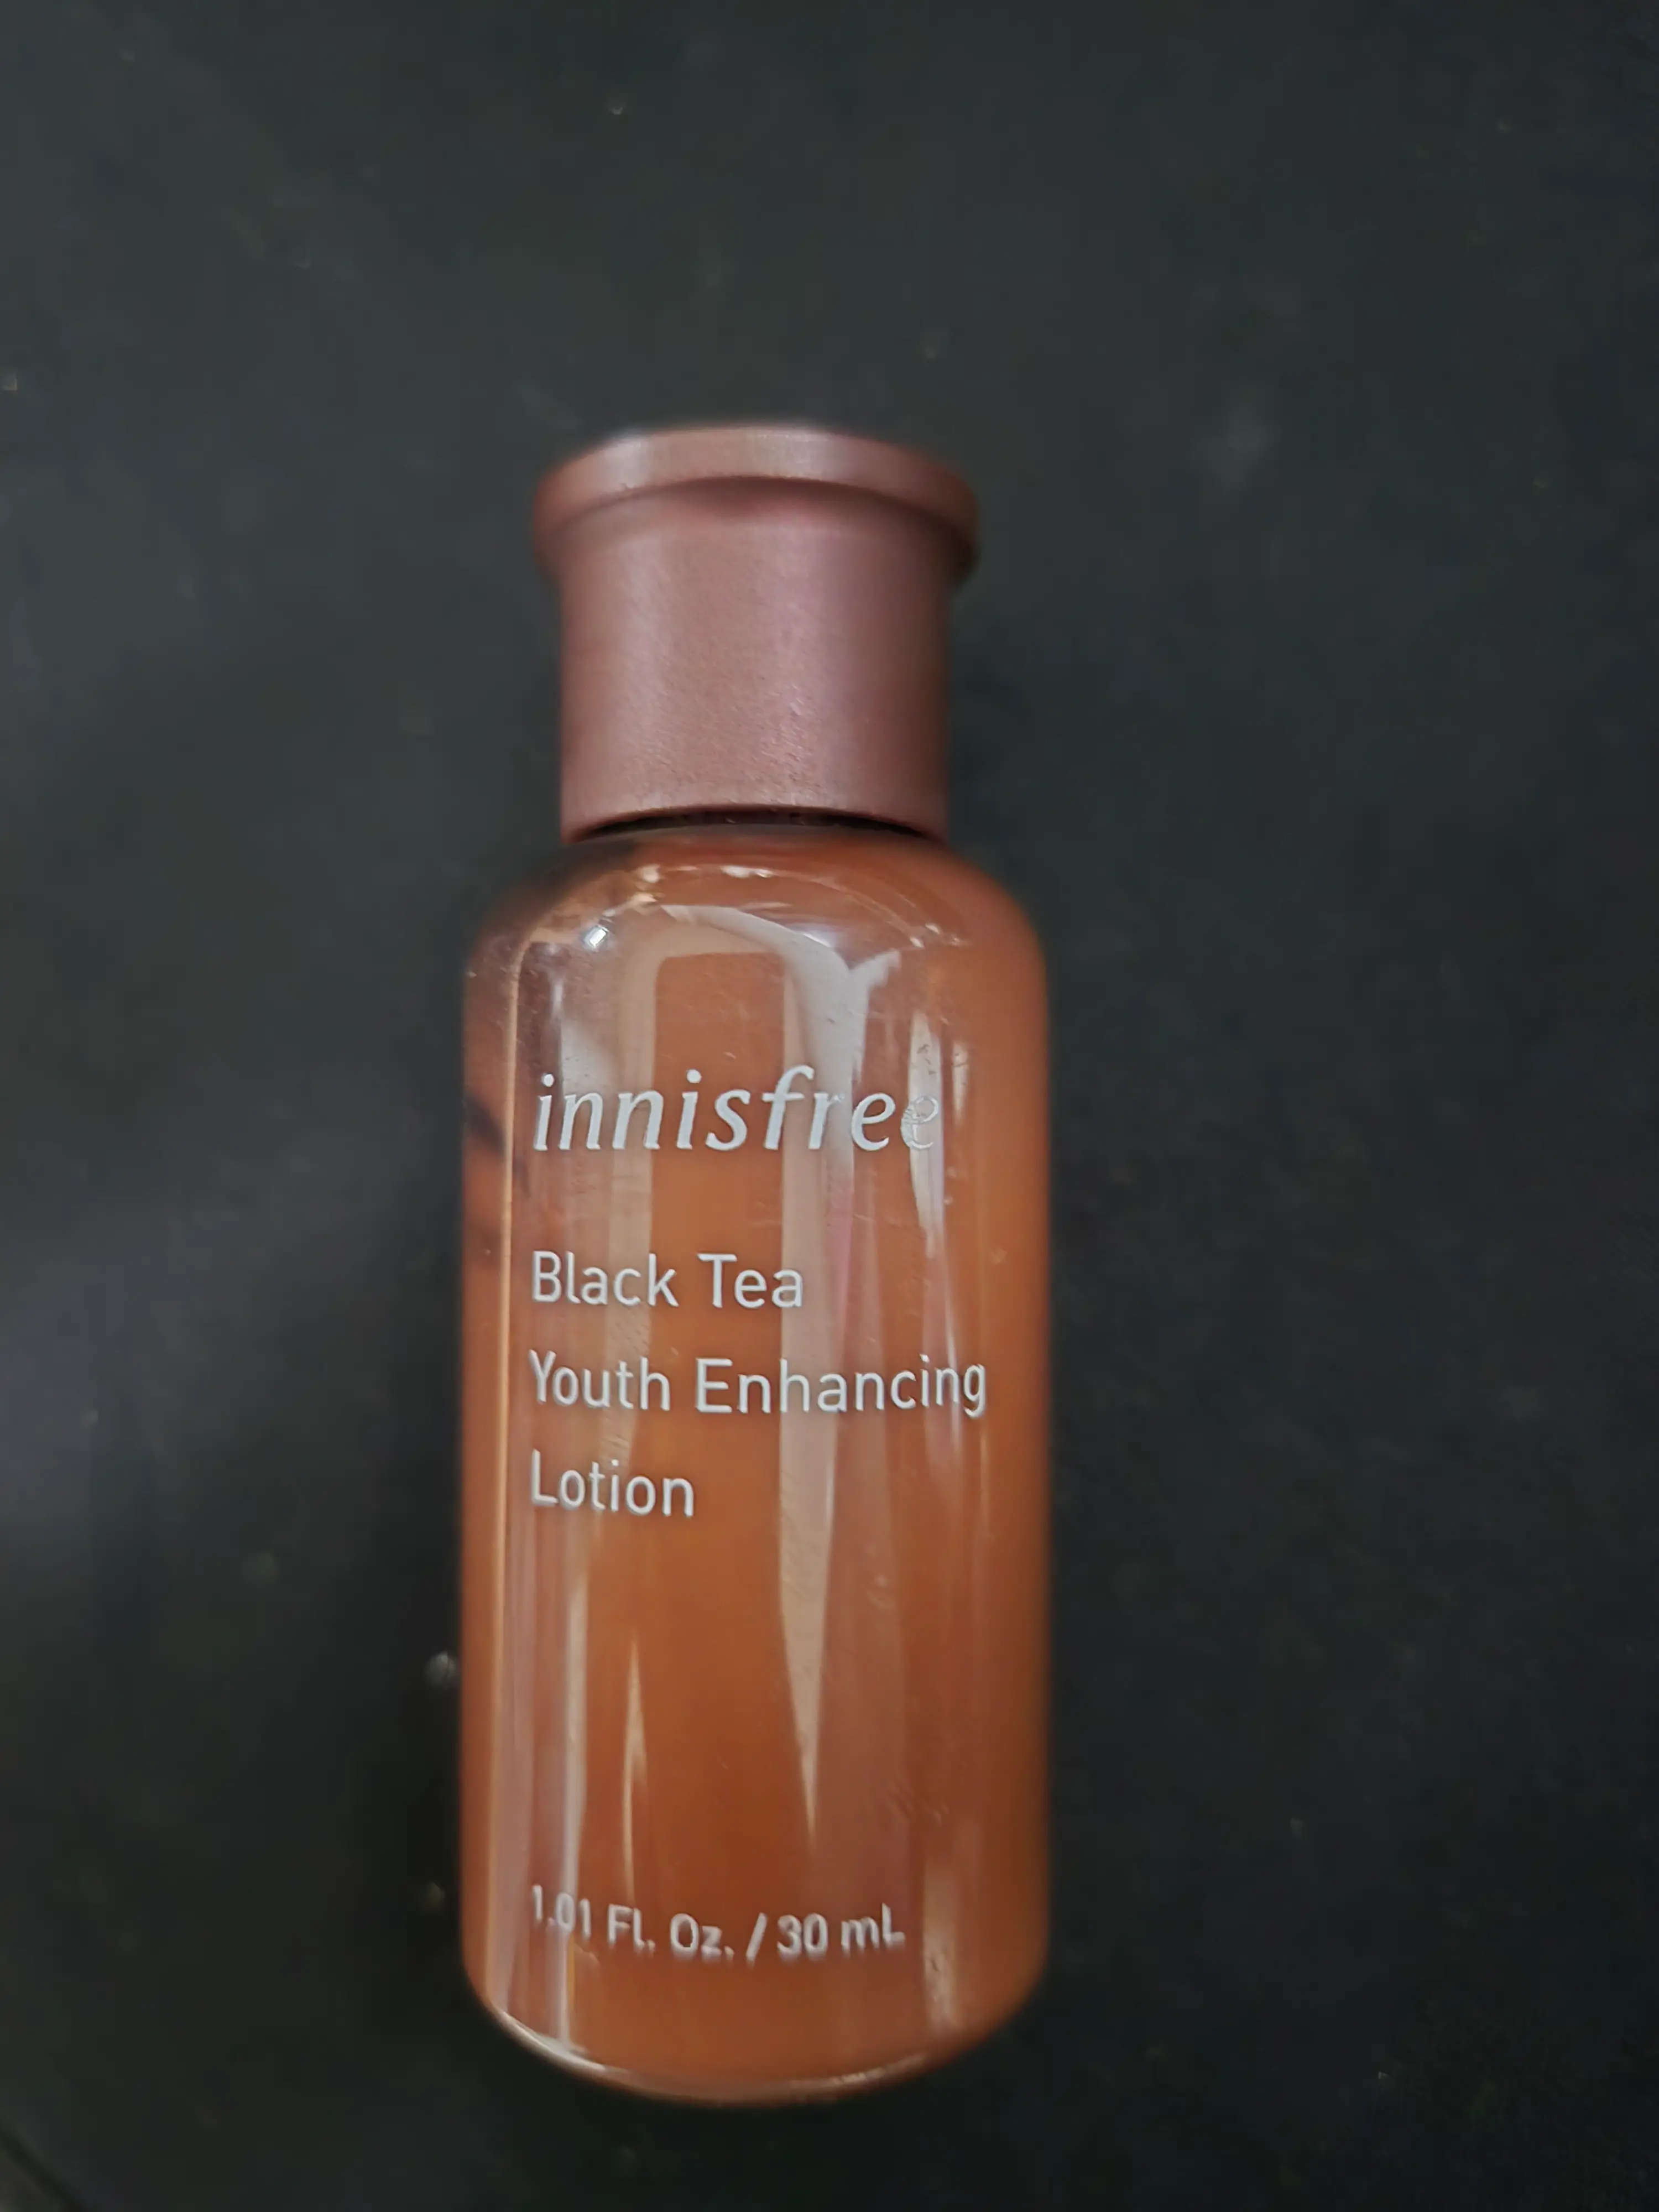 innisfree
Black Tea
Youth Enhancing
Lotion
1.01 Fl. Oz. / 30 mL